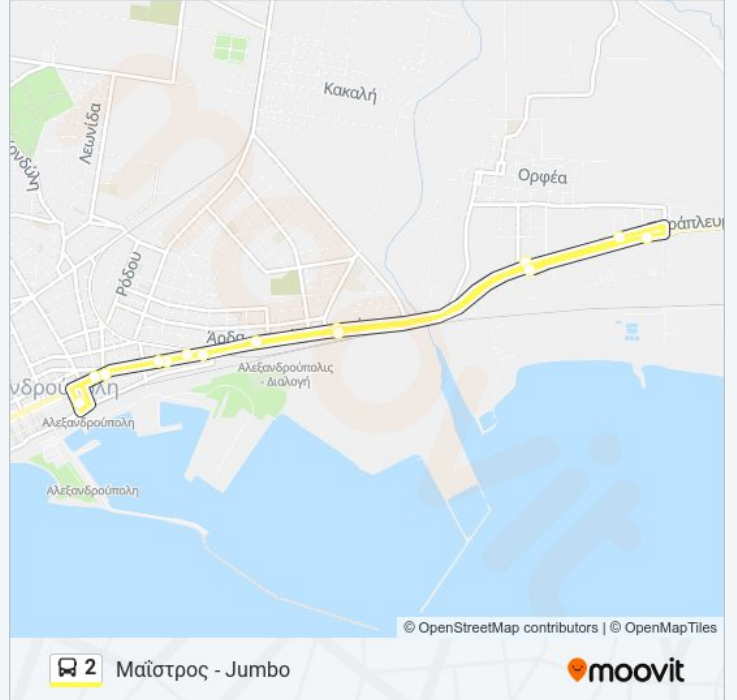 Κακαλή
Λεωνίδα
Ορφέα
Ρόδου
Άρδα
Αλεξανδρούπολις
- Διαλογή
Αλεξανδρούπολη
Αλεξανδρούπολη
© OpenStreetMap contributors | © OpenMapTiles
2 Μαΐστρος - Jumbo
moovit